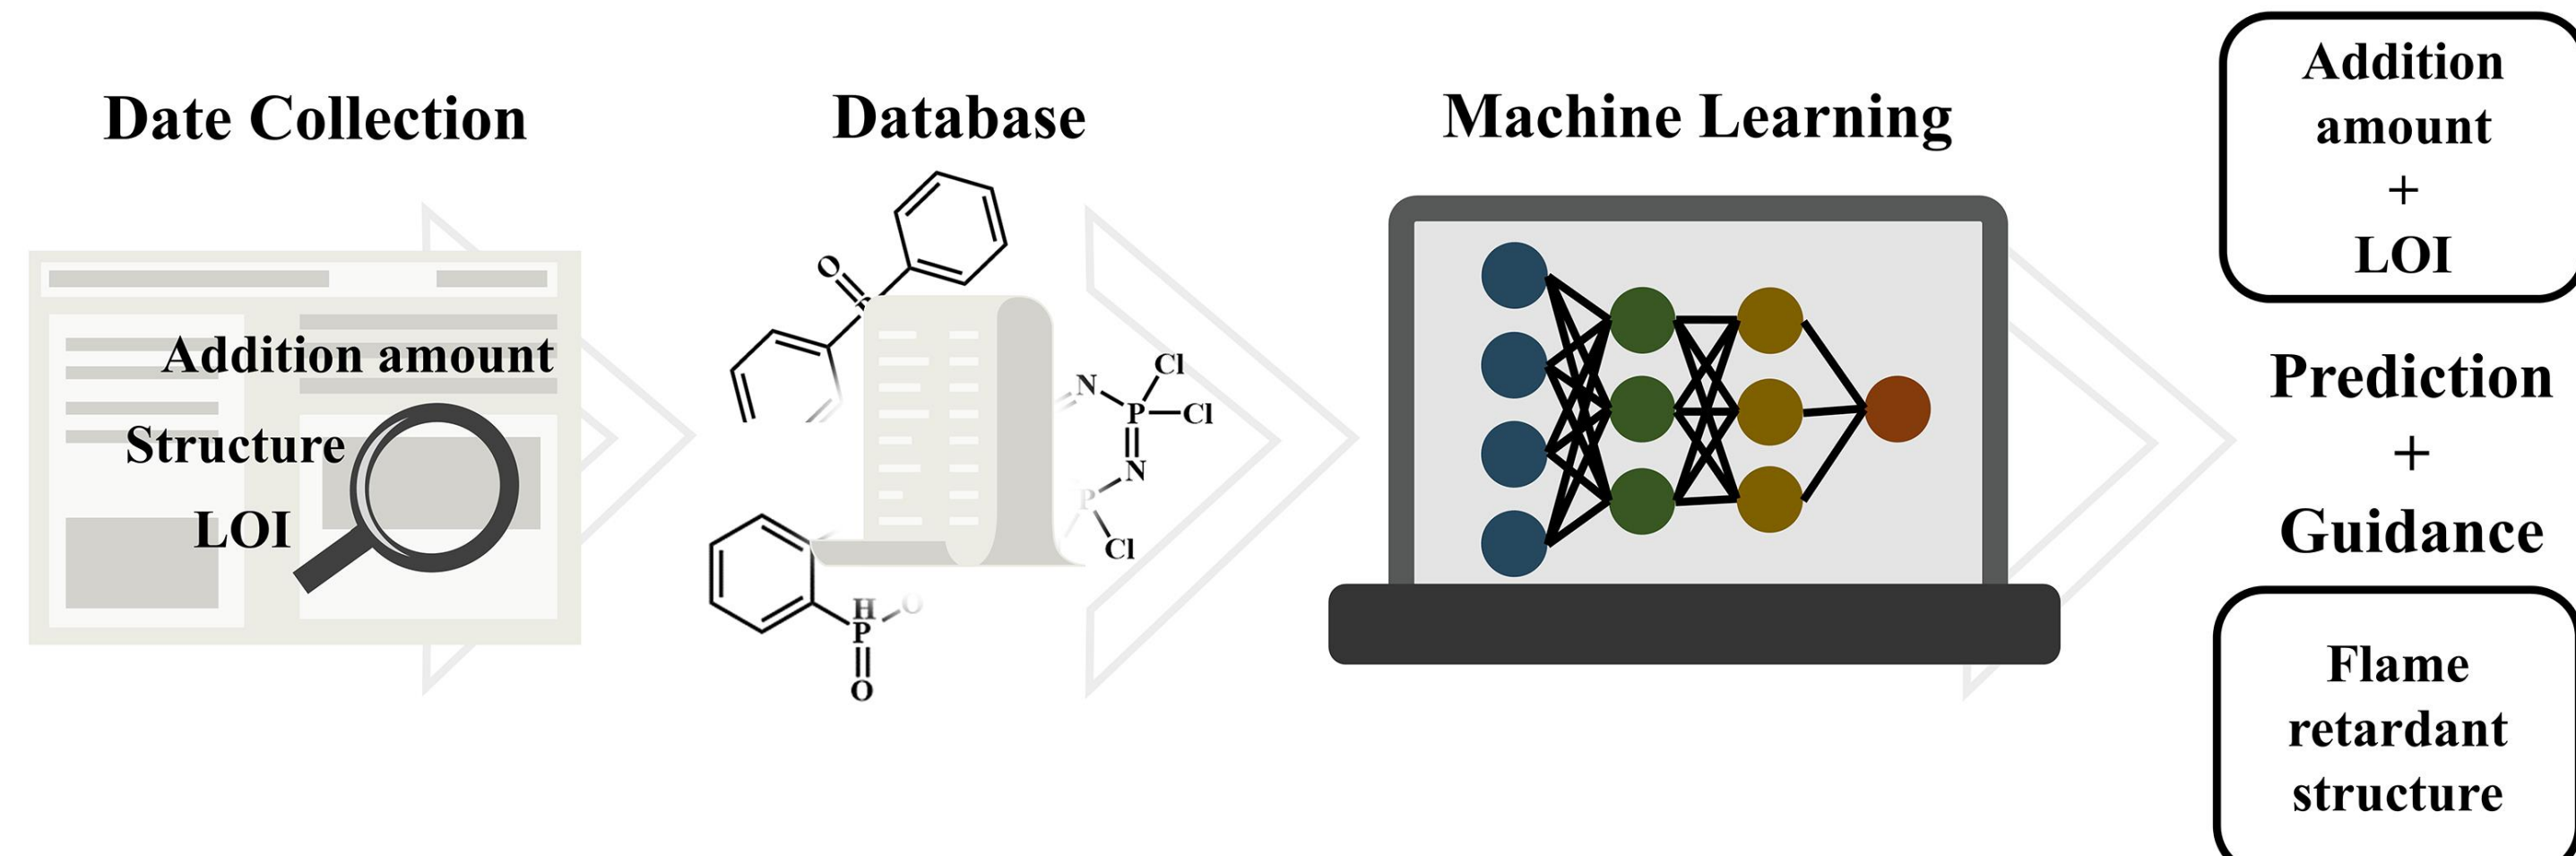 Date Collection
Addition amount
Structure
LOI
Database
O
N
Cl
P
Cl
N
P
Cl
H
P
O
O
Machine Learning
Addition
amount
+
LOI
Prediction
+
Guidance
Flame
retardant
structure